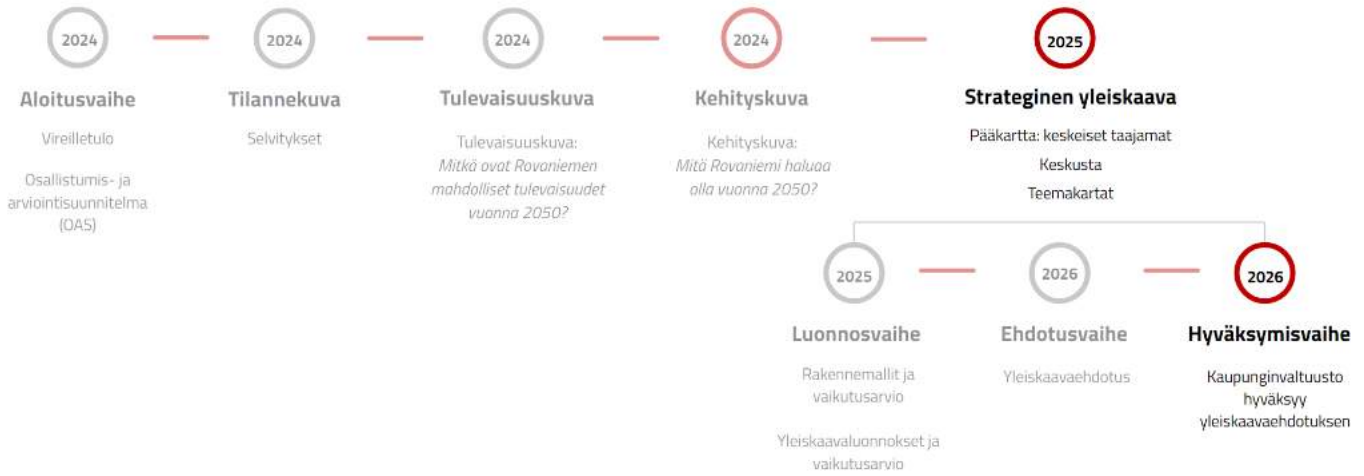 2024
Aloitusvaihe
Vireilletulo
Osallistumis- ja
arviointisuunnitelma
(OAS)
2024
Tilannekuva
Selvitykset
2024
Tulevaisuuskuva
Tulevaisuuskuva:
Mitkä ovat Rovaniemen
mahdolliset tulevaisuudet
vuonna 2050?
2024
Kehityskuva
Kehityskuva:
Mitä Rovaniemi haluaa
olla vuonna 2050?
2025
Strateginen yleiskaava
Pääkartta: keskeiset taajamat
Keskusta
Teemakartat
2025
Luonnosvaihe
Rakennemallit ja
vaikutusarvio
Yleiskaavaluonnokset ja
vaikutusarvio
2026
Ehdotusvaihe
Yleiskaavaehdotus
2026
Hyväksymisvaihe
Kaupunginvaltuusto
hyväksyy
yleiskaavaehdotuksen